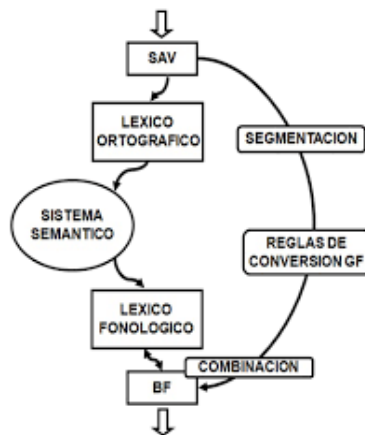 SAV
LEXICO
ORTOGRAFICO
SEGMENTACION
SISTEMA
SEMANTICO
REGLAS DE
CONVERSION GF
LEXICO
FONOLOGICO
COMBINACION
BF